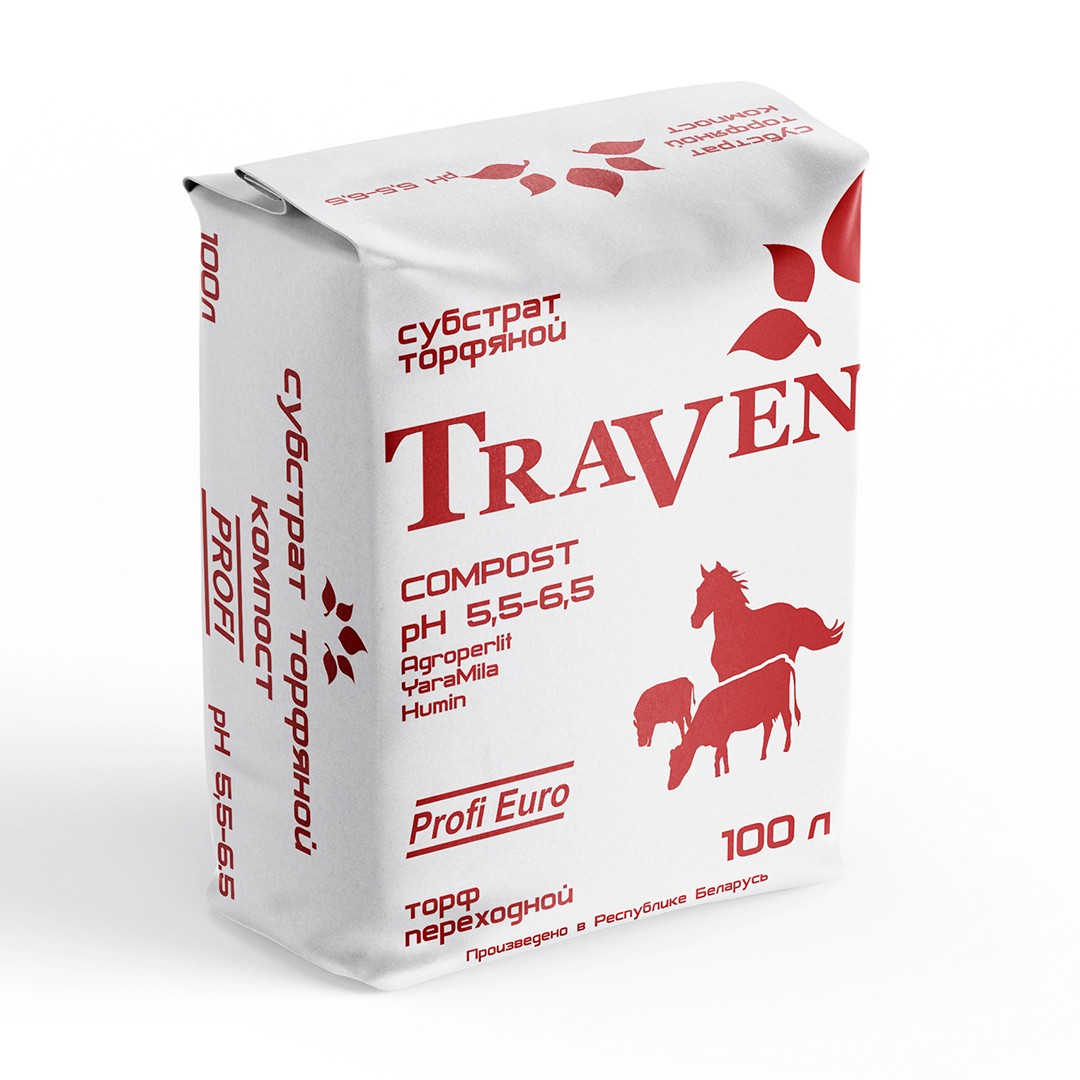 субстрат
торфяной
компост
pH 5,5-6,5
субстрат
торфяной
TRAVEN
COMPOST
pH 5,5-6,5
Agroperlit
YaraMila
Humin
Profi Euro
100 л
торф
переходной
Произведено в Республике Беларусь
100л
субстрат торфяной
компост
PROFI
pH 5,5-6.5